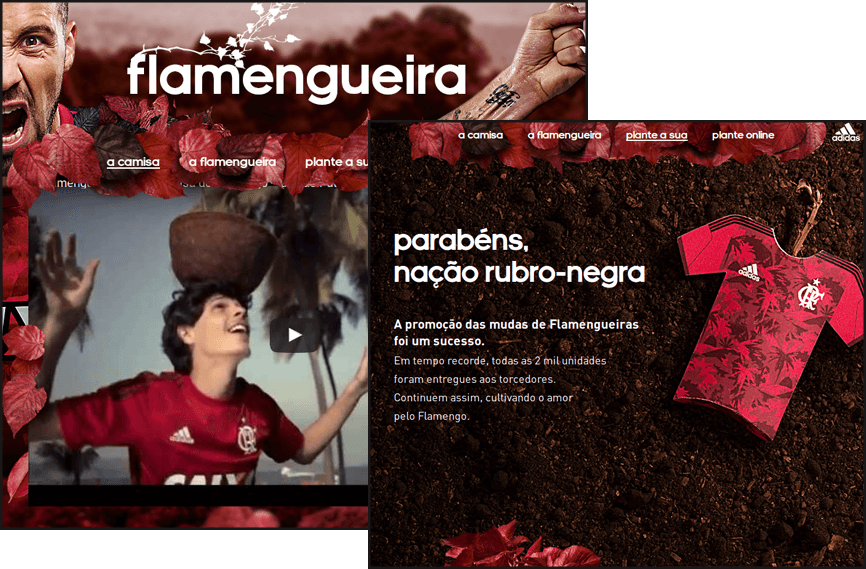 flamengueira
a camisa
a flamengueira
plante a su
a camisa
a flamengueira
plante a sua
plante online
adidas
parabéns,
nação rubro-negra
A promoção das mudas de Flamengueiras
foi um sucesso.
Em tempo recorde, todas as 2 mil unidades
foram entregues aos torcedores.
Continuem assim, cultivando o amor
pelo Flamengo.
adidas